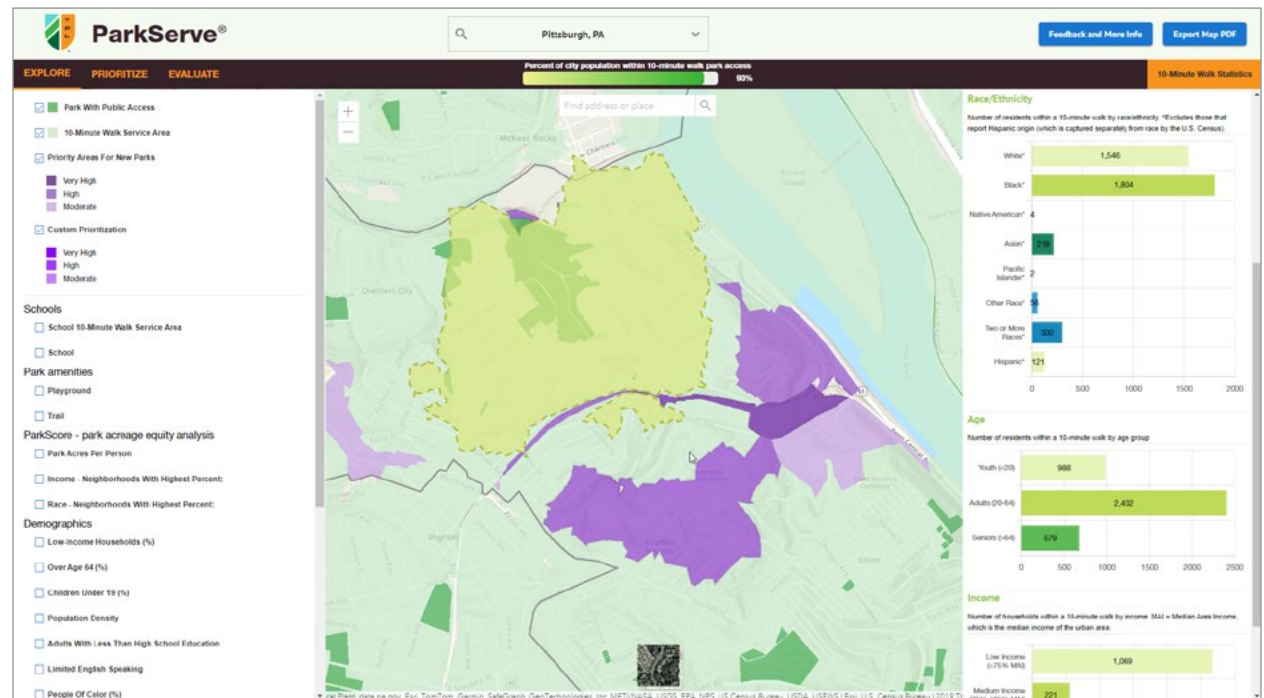 TPL
ParkServe®
Pittsburgh, PA
Feedback and More Info
Export Map PDF
EXPLORE PRIORITIZE EVALUATE
Percent of city population within 10-minute walk park access
93%
10-Minute Walk Statistics
Park With Public Access
10-Minute Walk Service Area
Priority Areas For New Parks
Very High
High
Moderate
Custom Prioritization
Very High
High
Moderate
Schools
School 10-Minute Walk Service Area
School
Park amenities
Playground
Trail
ParkScore - park acreage equity analysis
Park Acres Per Person
Income - Neighborhoods With Highest Percent:
Race - Neighborhoods With Highest Percent:
Demographics
Low-income Households (%)
Over Age 64 (%)
Children Under 19 (%)
Population Density
Adults With Less Than High School Education
Limited English Speaking
People Of Color (%)
+
−
Find address or place
McKees Rocks
Chartiers City
51
Ingram
Elliott
Race/Ethnicity
Number of residents within a 10-minute walk by race/ethnicity. *Excludes those that
report Hispanic origin (which is captured separately from race by the U.S. Census).
White* 1,546
Black* 1,804
Native American* 4
Asian* 218
Pacific
Islander* 2
Other Race* 56
Two or More
Races* 300
Hispanic* 121
0 500 1000 1500 2000
Age
Number of residents within a 10-minute walk by age group
Youth (<20) 988
Adults (20-64) 2,402
Seniors (>64) 679
0 500 1000 1500 2000 2500
Income
Number of households within a 10-minute walk by income. MAI = Median Area Income,
which is the median income of the urban area.
Low Income
(<75% MAI) 1,069
Medium Income
221